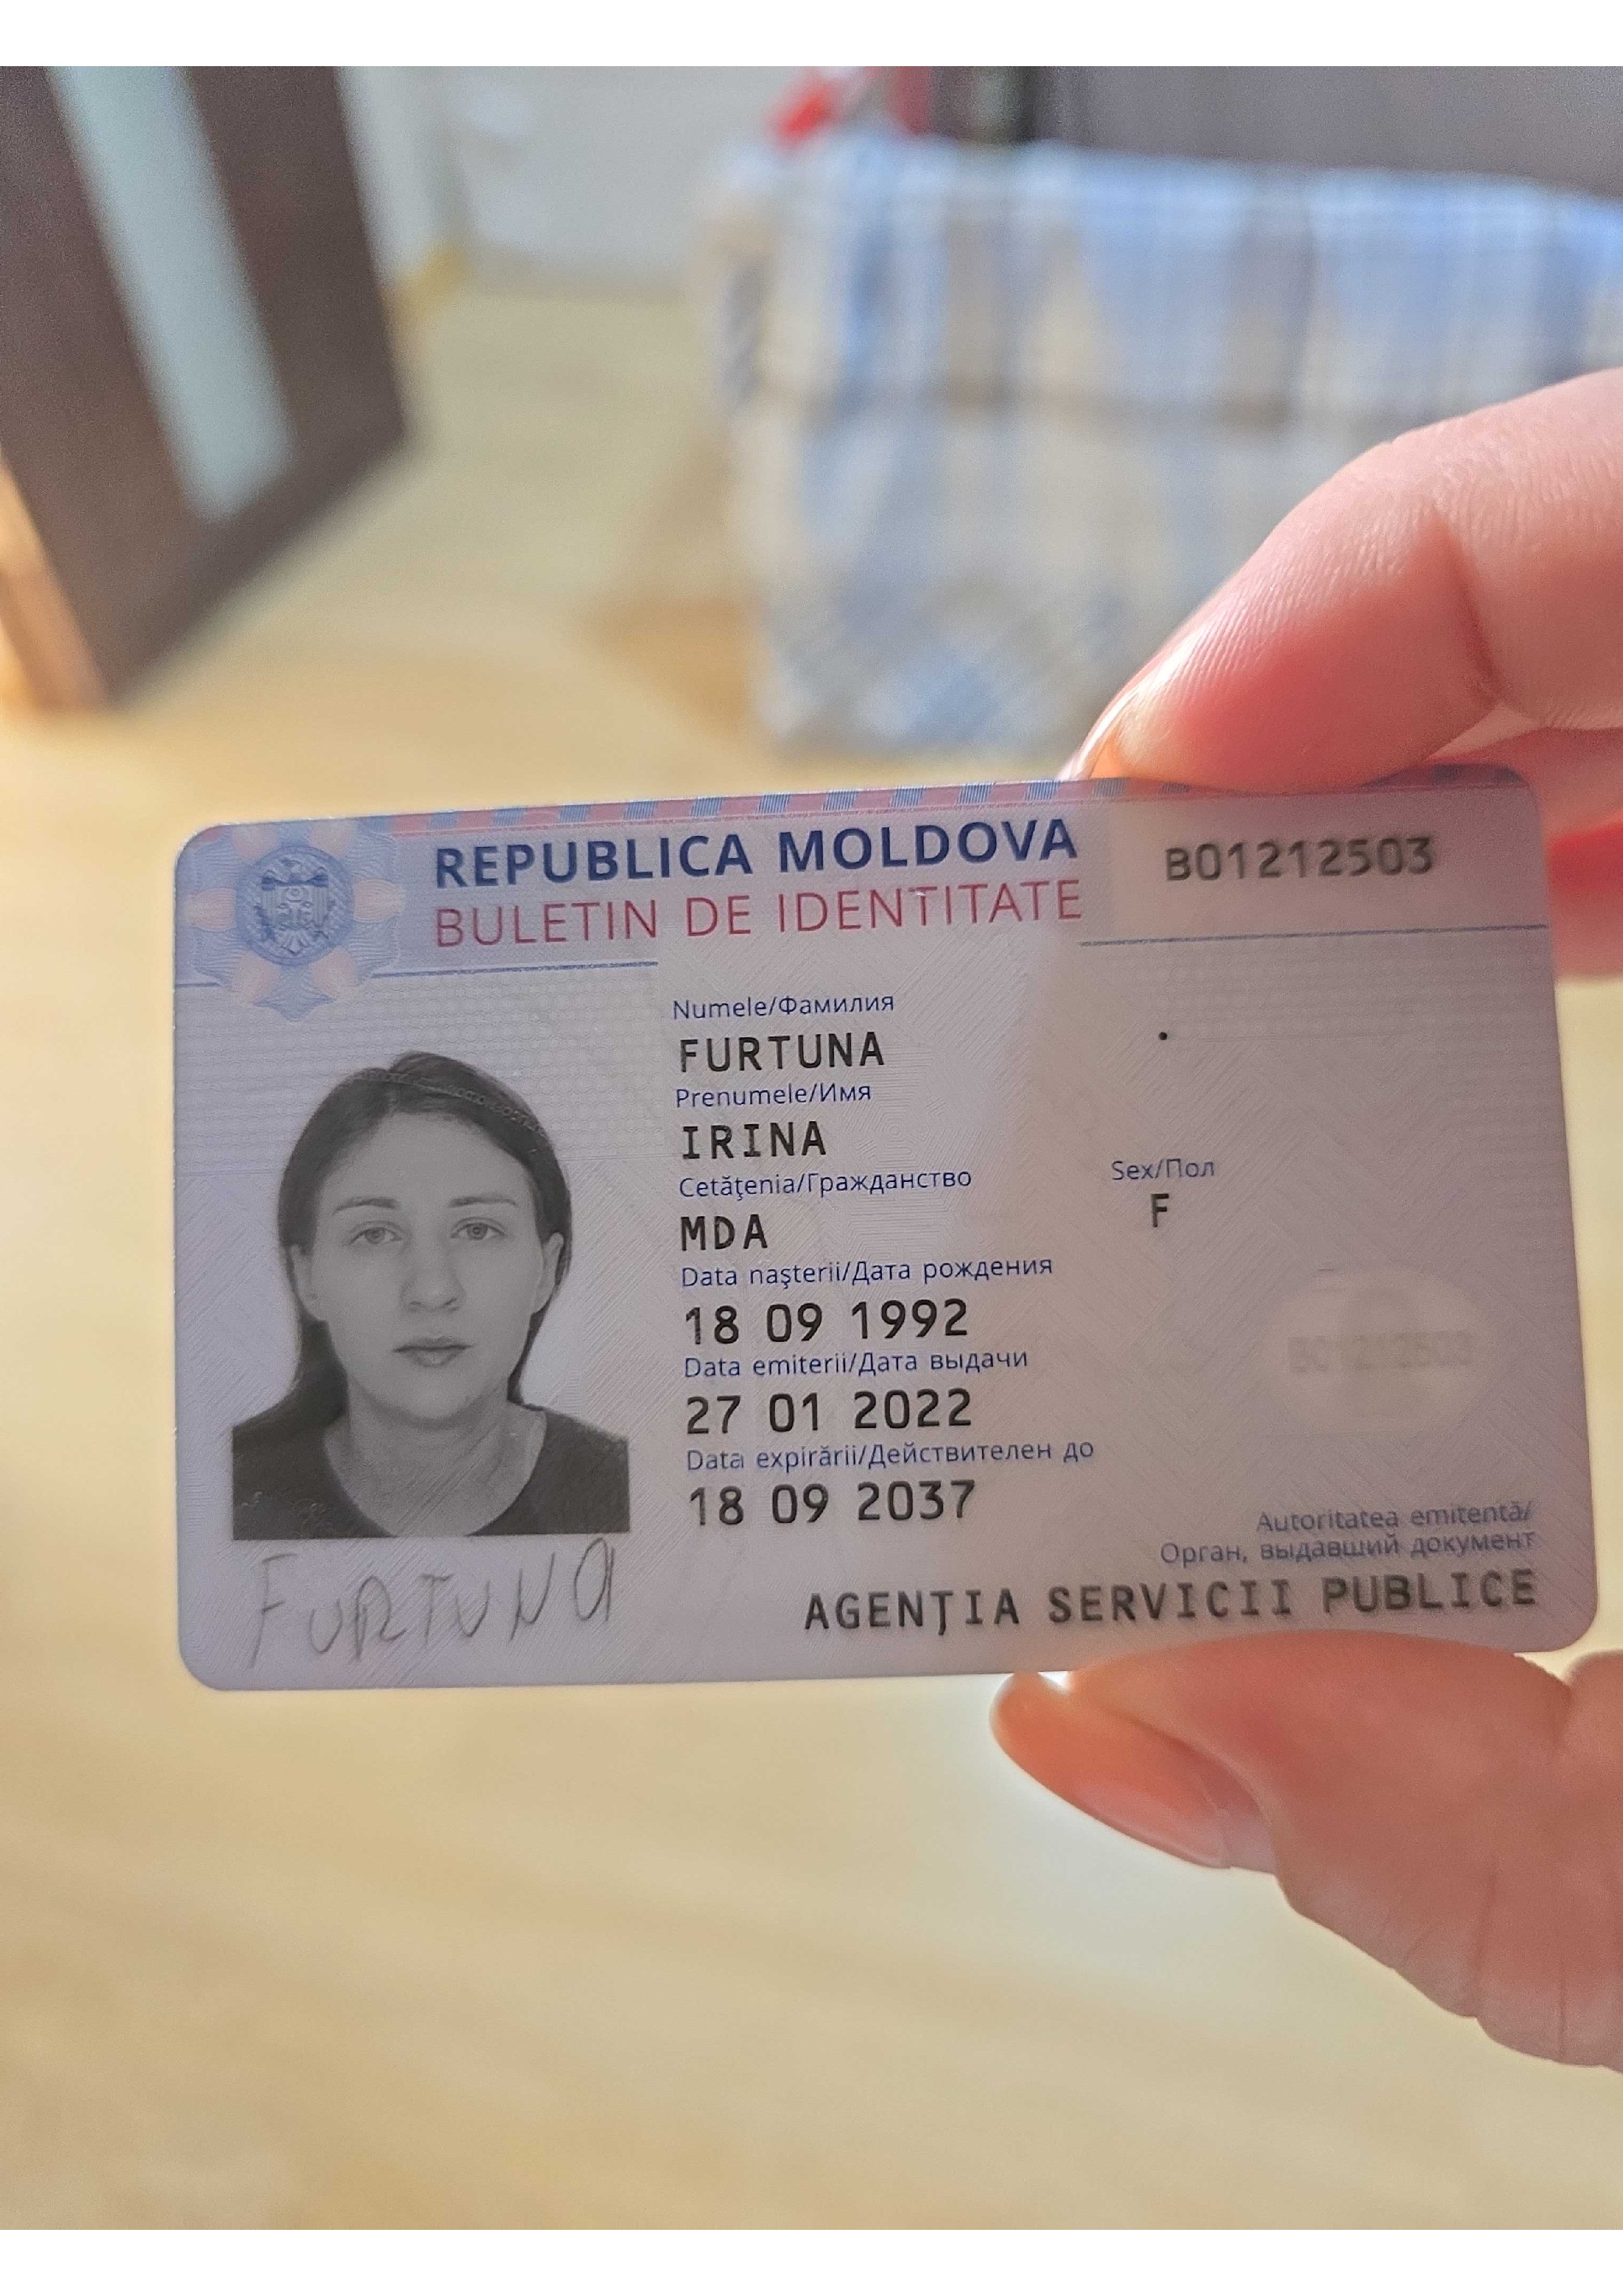 REPUBLICA MOLDOVA
BULETIN DE IDENTITATE
B01212503
Numele/Фамилия
FURTUNA
Prenumele/Имя
IRINA
Cetăţenia/Гражданство
MDA
Sex/Пол
F
Data naşterii/Дата рождения
18 09 1992
Data emiterii/Дата выдачи
27 01 2022
Data expirării/Действителен до
18 09 2037
Autoritatea emitentă/
Орган, выдавший документ
AGENŢIA SERVICII PUBLICE
FURTUNA